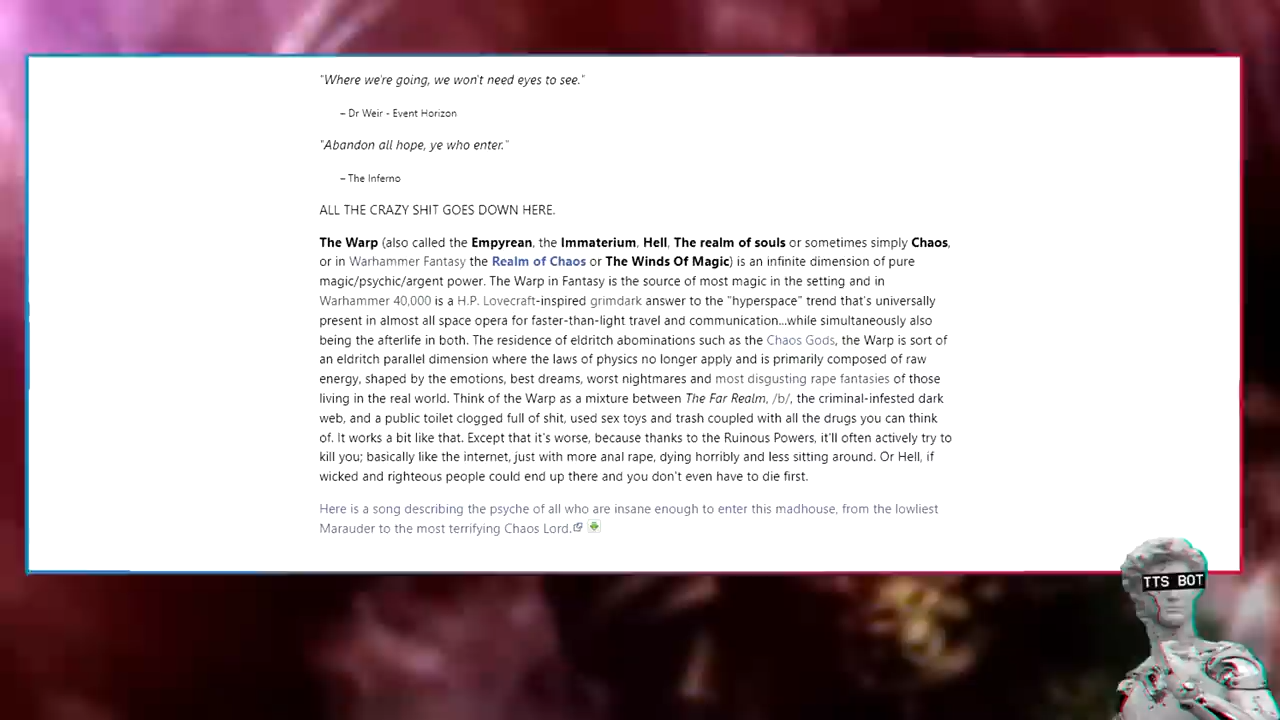 "Where we're going, we won't need eyes to see."
– Dr Weir - Event Horizon
"Abandon all hope, ye who enter."
– The Inferno
ALL THE CRAZY SHIT GOES DOWN HERE.
The Warp (also called the Empyrean, the Immaterium, Hell, The realm of souls or sometimes simply Chaos,
or in Warhammer Fantasy the Realm of Chaos or The Winds Of Magic) is an infinite dimension of pure
magic/psychic/argent power. The Warp in Fantasy is the source of most magic in the setting and in
Warhammer 40,000 is a H.P. Lovecraft-inspired grimdark answer to the "hyperspace" trend that's universally
present in almost all space opera for faster-than-light travel and communication...while simultaneously also
being the afterlife in both. The residence of eldritch abominations such as the Chaos Gods, the Warp is sort of
an eldritch parallel dimension where the laws of physics no longer apply and is primarily composed of raw
energy, shaped by the emotions, best dreams, worst nightmares and most disgusting rape fantasies of those
living in the real world. Think of the Warp as a mixture between The Far Realm, /b/, the criminal-infested dark
web, and a public toilet clogged full of shit, used sex toys and trash coupled with all the drugs you can think
of. It works a bit like that. Except that it's worse, because thanks to the Ruinous Powers, it'll often actively try to
kill you; basically like the internet, just with more anal rape, dying horribly and less sitting around. Or Hell, if
wicked and righteous people could end up there and you don't even have to die first.
Here is a song describing the psyche of all who are insane enough to enter this madhouse, from the lowliest
Marauder to the most terrifying Chaos Lord.
TTS BOT